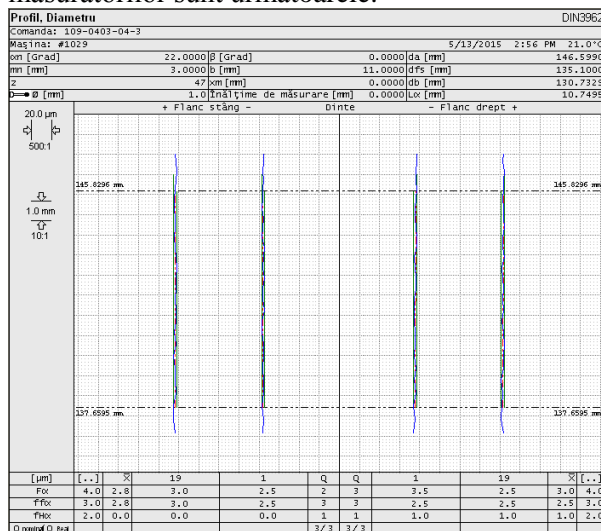 măsurătorilor sunt următoarele:
Profil, Diametru DIN3962
Comanda: 109-0403-04-3
Maşina: #1029 5/13/2015 2:56 PM 21.0°C
αn [Grad] 22.0000 β [Grad] 0.0000 da [mm] 146.5990
mn [mm] 3.0000 b [mm] 11.0000 dfs [mm] 135.1000
z 47 xm [mm] 0.0000 db [mm] 130.7325
Ø [mm] 1.0 Înălţime de măsurare [mm] 0.0000 Lα [mm] 10.7495
+ Flanc stâng - Dinte - Flanc drept +
20.0 µm
500:1
145.8296 mm 145.8296 mm
1.0 mm
10:1
137.6595 mm 137.6595 mm
[µm] [..] x̄ 19 1 Q Q 1 19 x̄ [..]
Fα 4.0 2.8 3.0 2.5 2 3 3.5 2.5 3.0 4.0
ffα 3.0 2.8 3.0 2.5 3 3 2.5 2.5 2.5 3.0
fHα 2.0 0.0 0.0 0.0 1 1 1.0 1.0 1.0 2.0
Q nominal Q Real 3/3 3/3